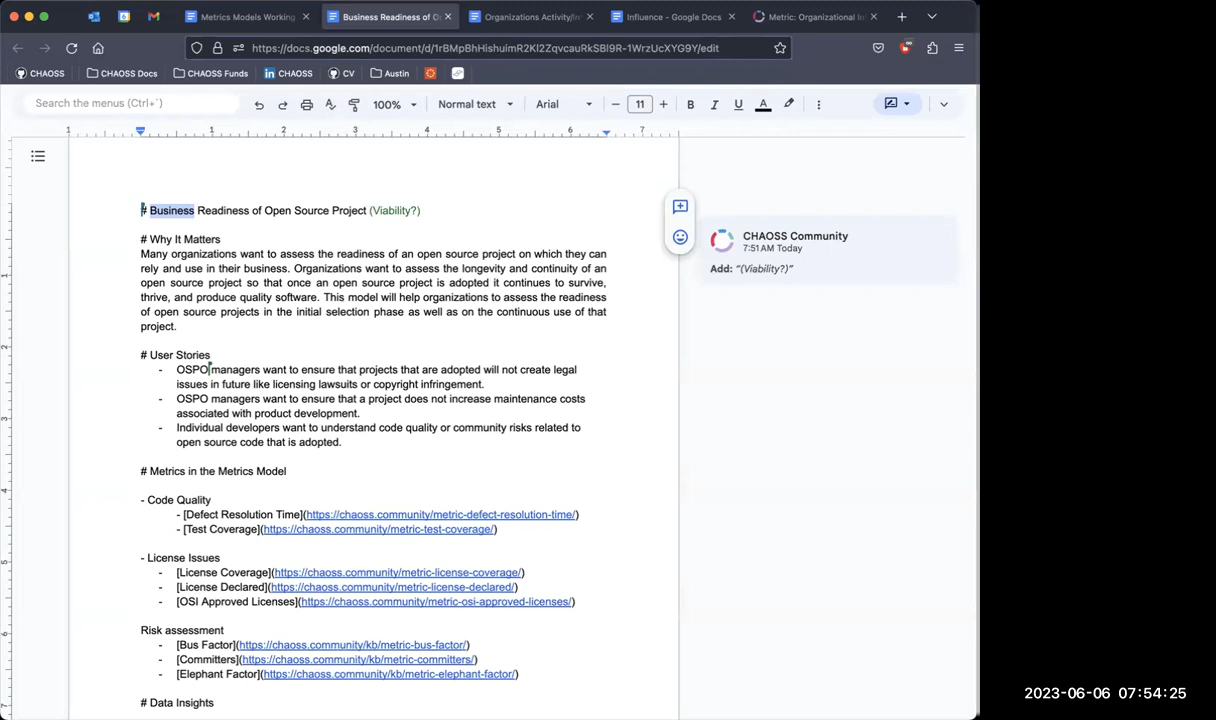 Metrics Models Working
Business Readiness of O
Organizations Activity/In
Influence - Google Docs
Metric: Organizational In
https://docs.google.com/document/d/1rBMpBhHishuimR2Kl2ZqvcauRkSBl9R-1WrzUcXYG9Y/edit
CHAOSS
CHAOSS Docs
CHAOSS Funds
CHAOSS
CV
Austin
Search the menus (Ctrl+`)
100%
Normal text
Arial
11
B
I
U
A
1 1 2 3 4 5 6 7
# Business Readiness of Open Source Project (Viability?)
# Why It Matters
Many organizations want to assess the readiness of an open source project on which they can
rely and use in their business. Organizations want to assess the longevity and continuity of an
open source project so that once an open source project is adopted it continues to survive,
thrive, and produce quality software. This model will help organizations to assess the readiness
of open source projects in the initial selection phase as well as on the continuous use of that
project.
# User Stories
- OSPO managers want to ensure that projects that are adopted will not create legal
issues in future like licensing lawsuits or copyright infringement.
- OSPO managers want to ensure that a project does not increase maintenance costs
associated with product development.
- Individual developers want to understand code quality or community risks related to
open source code that is adopted.
# Metrics in the Metrics Model
- Code Quality
- [Defect Resolution Time](https://chaoss.community/metric-defect-resolution-time/)
- [Test Coverage](https://chaoss.community/metric-test-coverage/)
- License Issues
- [License Coverage](https://chaoss.community/metric-license-coverage/)
- [License Declared](https://chaoss.community/metric-license-declared/)
- [OSI Approved Licenses](https://chaoss.community/metric-osi-approved-licenses/)
Risk assessment
- [Bus Factor](https://chaoss.community/kb/metric-bus-factor/)
- [Committers](https://chaoss.community/kb/metric-committers/)
- [Elephant Factor](https://chaoss.community/kb/metric-elephant-factor/)
# Data Insights
CHAOSS Community
7:51 AM Today
Add: "(Viability?)"
2023-06-06 07:54:25